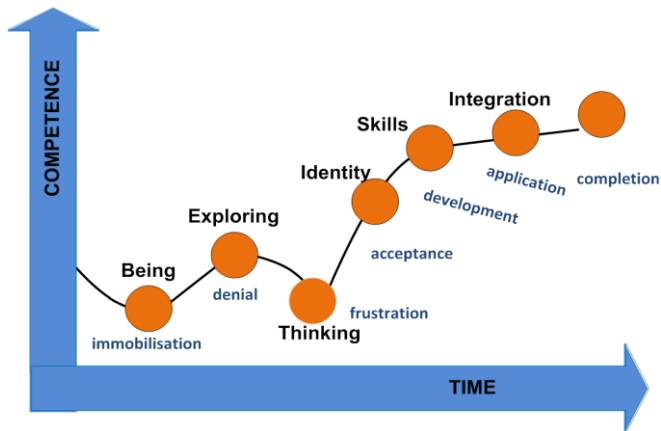 COMPETENCE
Being
immobilisation
Exploring
denial
Thinking
frustration
Identity
acceptance
Skills
development
Integration
application
completion
TIME